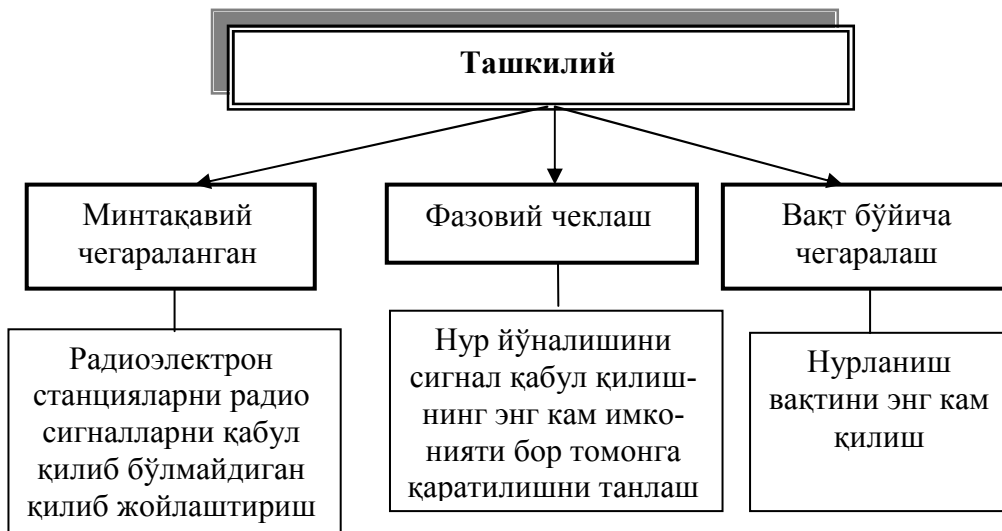 Ташкилий
Минтақавий
чегараланган
Фазовий чеклаш
Вақт бўйича
чегаралаш
Радиоэлектрон
станцияларни радио
сигналларни қабул
қилиб бўлмайдиган
қилиб жойлаштириш
Нур йўналишини
сигнал қабул қилиш-
нинг энг кам имко-
нияти бор томонга
қаратилишни танлаш
Нурланиш
вақтини энг кам
қилиш